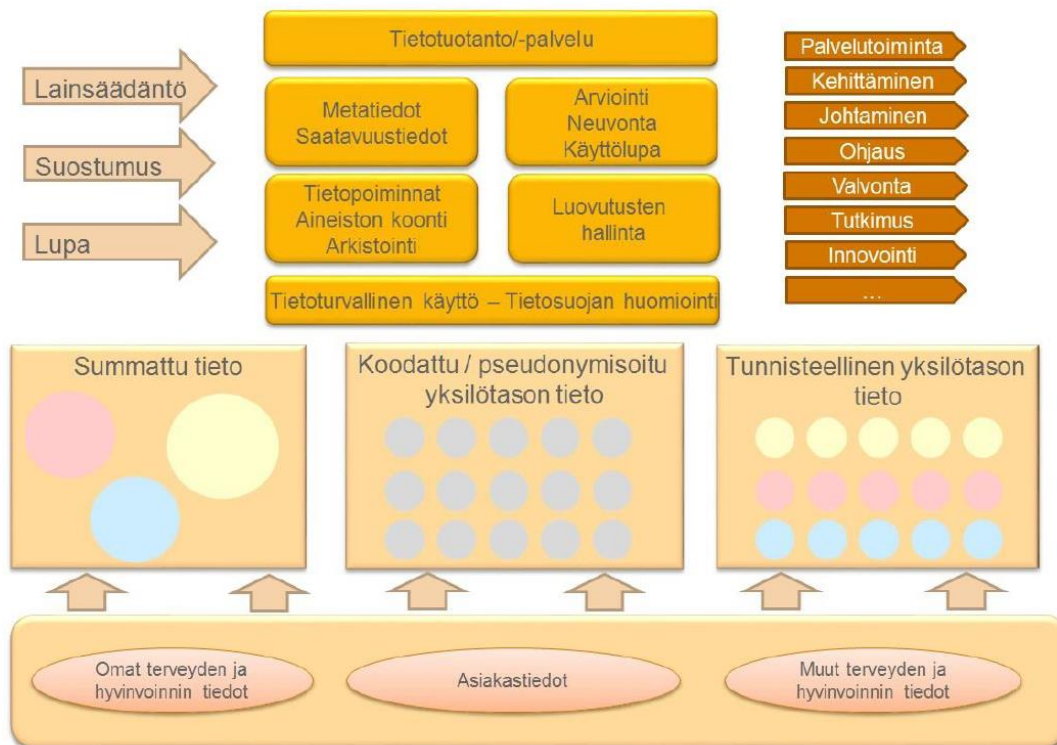 Tietotuotanto/-palvelu
Lainsäädäntö
Suostumus
Lupa
Metatiedot
Saatavuustiedot
Arviointi
Neuvonta
Käyttölupa
Tietopoiminnat
Aineiston koonti
Arkistointi
Luovutusten
hallinta
Tietoturvallinen käyttö – Tietosuojan huomiointi
Palvelutoiminta
Kehittäminen
Johtaminen
Ohjaus
Valvonta
Tutkimus
Innovointi
...
Summattu tieto
Koodattu / pseudonymisoitu
yksilötason tieto
Tunnisteellinen yksilötason
tieto
Omat terveyden ja
hyvinvoinnin tiedot
Asiakastiedot
Muut terveyden ja
hyvinvoinnin tiedot